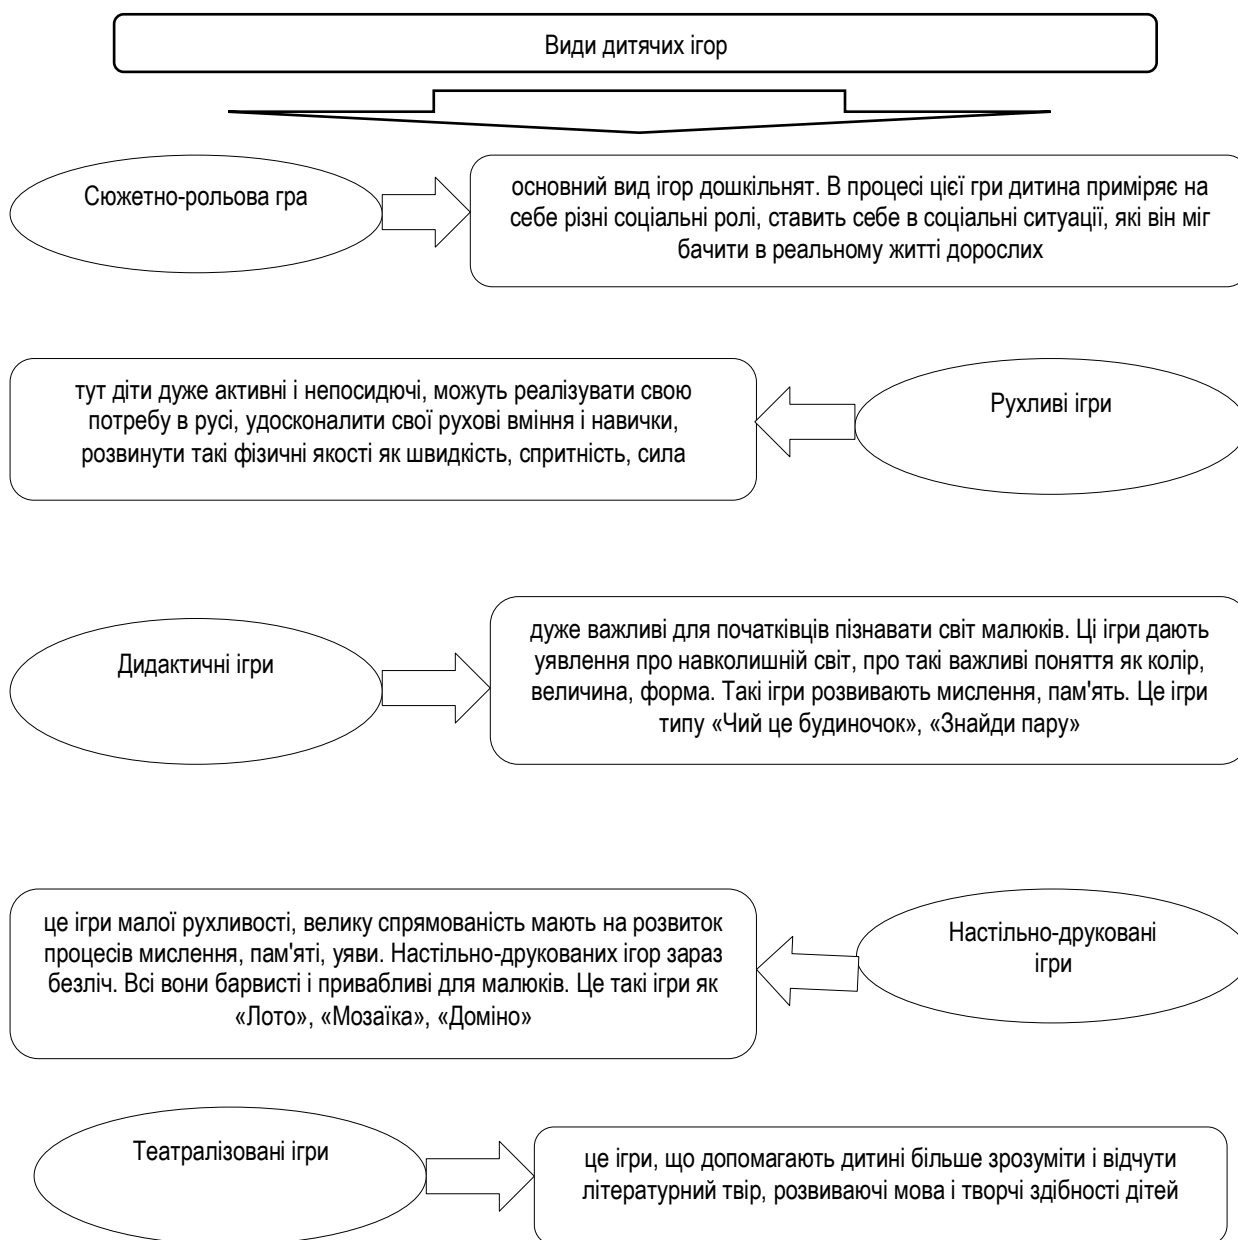 Види дитячих ігор
Сюжетно-рольова гра
основний вид ігор дошкільнят. В процесі цієї гри дитина приміряє на
себе різні соціальні ролі, ставить себе в соціальні ситуації, які він міг
бачити в реальному житті дорослих
тут діти дуже активні і непосидючі, можуть реалізувати свою
потребу в русі, удосконалити свої рухові вміння і навички,
розвинути такі фізичні якості як швидкість, спритність, сила
Рухливі ігри
Дидактичні ігри
дуже важливі для початківців пізнавати світ малюків. Ці ігри дають
уявлення про навколишній світ, про такі важливі поняття як колір,
величина, форма. Такі ігри розвивають мислення, пам'ять. Це ігри
типу «Чий це будиночок», «Знайди пару»
це ігри малої рухливості, велику спрямованість мають на розвиток
процесів мислення, пам'яті, уяви. Настільно-друкованих ігор зараз
безліч. Всі вони барвисті і привабливі для малюків. Це такі ігри як
«Лото», «Мозаїка», «Доміно»
Настільно-друковані
ігри
Театралізовані ігри
це ігри, що допомагають дитині більше зрозуміти і відчути
літературний твір, розвиваючі мова і творчі здібності дітей